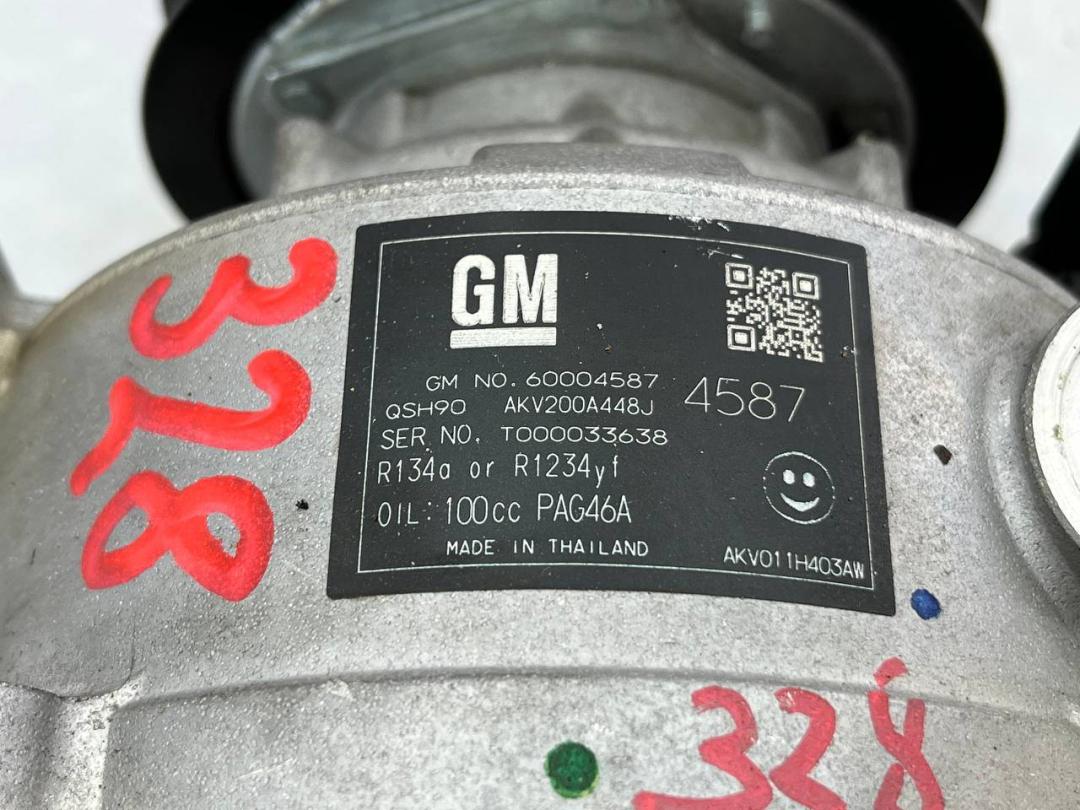 328
GM
GM NO. 60004587
4587
QSH90 AKV200A448J
SER. NO. T000033638
R134a or R1234yf
OIL: 100cc PAG46A
MADE IN THAILAND
AKV011H403AW
328